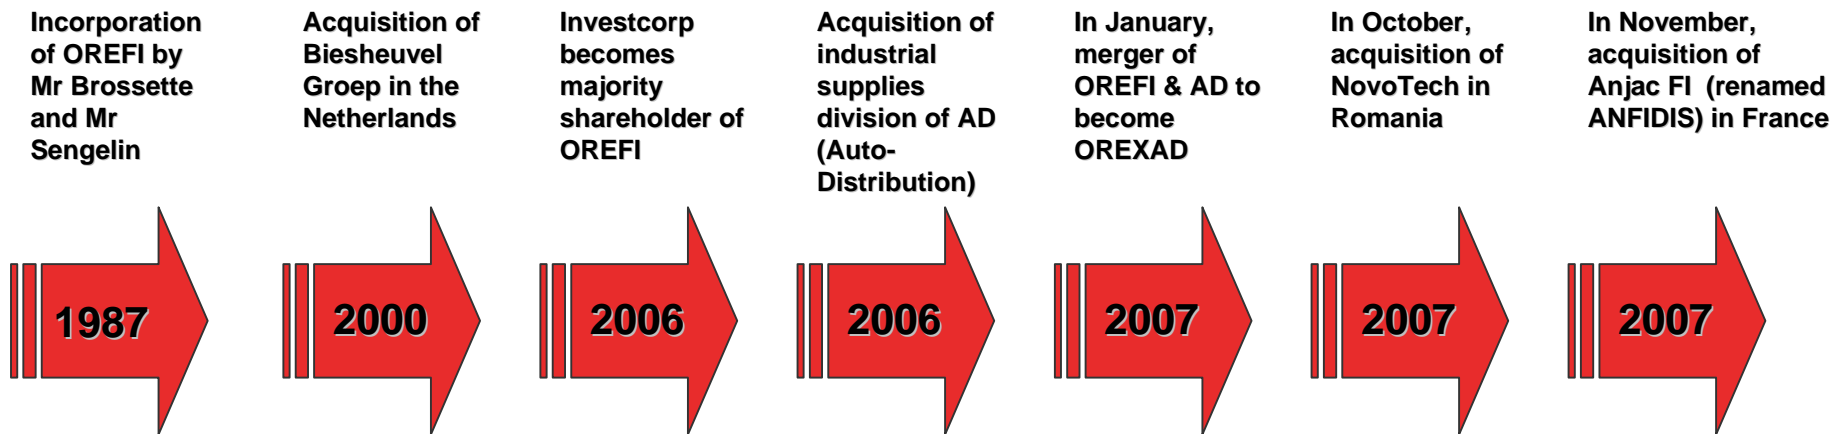 Incorporation
of OREFI by
Mr Brossette
and Mr
Sengelin
Acquisition of
Biesheuvel
Groep in the
Netherlands
Investcorp
becomes
majority
shareholder of
OREFI
Acquisition of
industrial
supplies
division of AD
(Auto-
Distribution)
In January,
merger of
OREFI & AD to
become
OREXAD
In October,
acquisition of
NovoTech in
Romania
In November,
acquisition of
Anjac FI (renamed
ANFIDIS) in France
1987
2000
2006
2006
2007
2007
2007